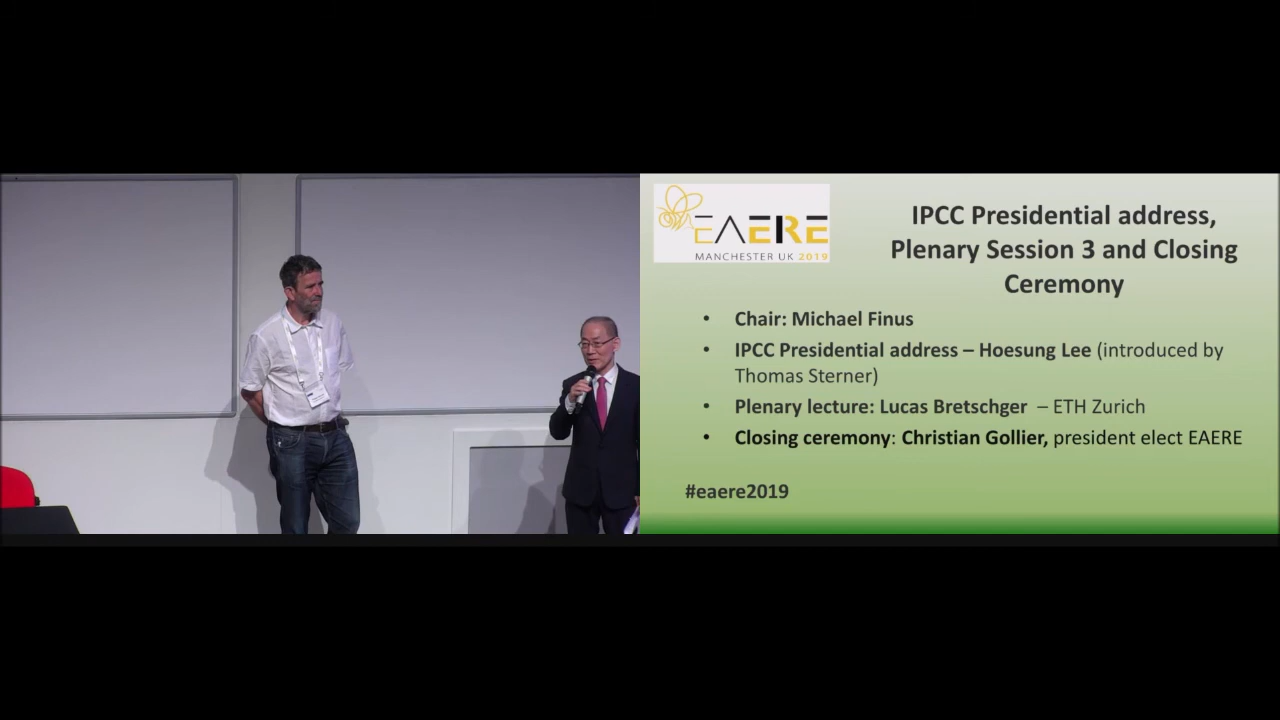 EAERE
MANCHESTER UK 2019
IPCC Presidential address,
Plenary Session 3 and Closing
Ceremony
• Chair: Michael Finus
• IPCC Presidential address – Hoesung Lee (introduced by
Thomas Sterner)
• Plenary lecture: Lucas Bretschger – ETH Zurich
• Closing ceremony: Christian Gollier, president elect EAERE
#eaere2019